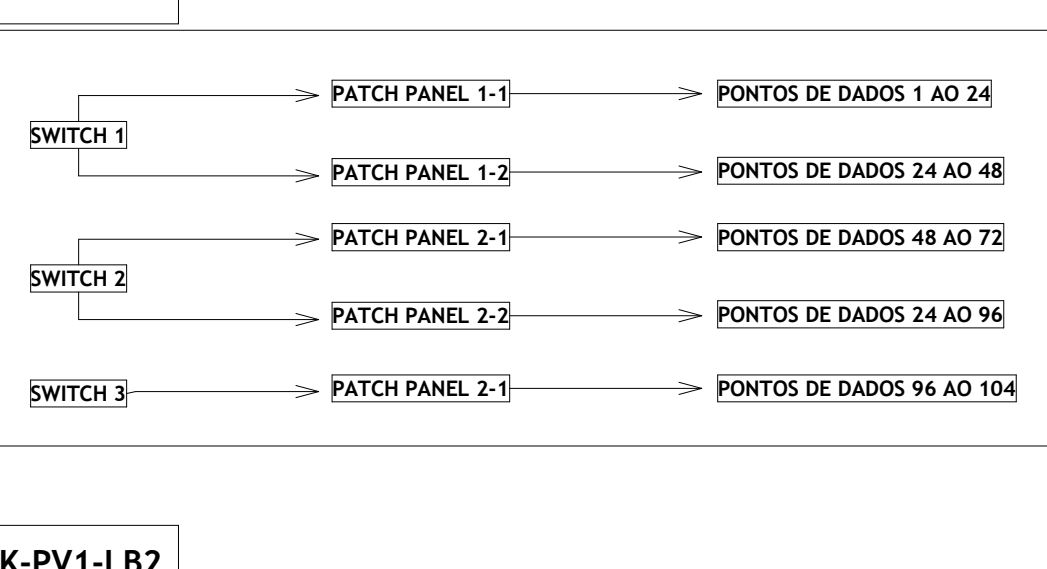 PATCH PANEL 1-1
PONTOS DE DADOS 1 AO 24
SWITCH 1
PATCH PANEL 1-2
PONTOS DE DADOS 24 AO 48
PATCH PANEL 2-1
PONTOS DE DADOS 48 AO 72
SWITCH 2
PATCH PANEL 2-2
PONTOS DE DADOS 24 AO 96
SWITCH 3
PATCH PANEL 2-1
PONTOS DE DADOS 96 AO 104
K-PV1-LB2